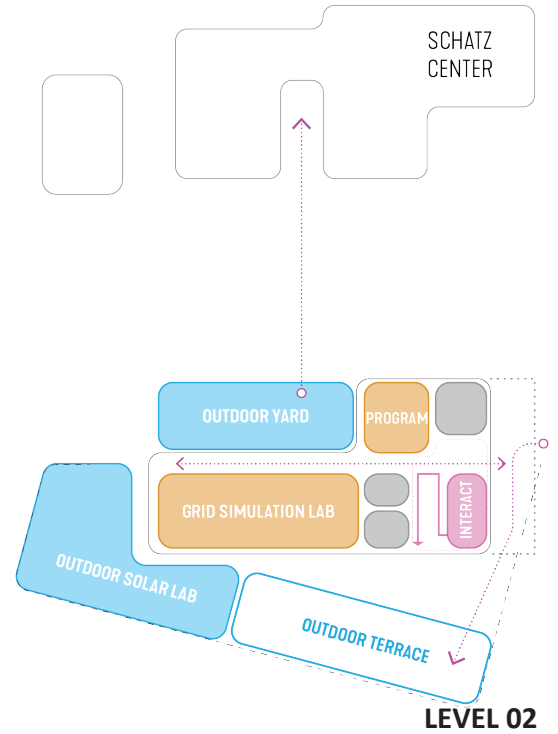 SCHATZ
CENTER
OUTDOOR YARD
PROGRAM
GRID SIMULATION LAB
INTERACT
OUTDOOR SOLAR LAB
OUTDOOR TERRACE
LEVEL 02